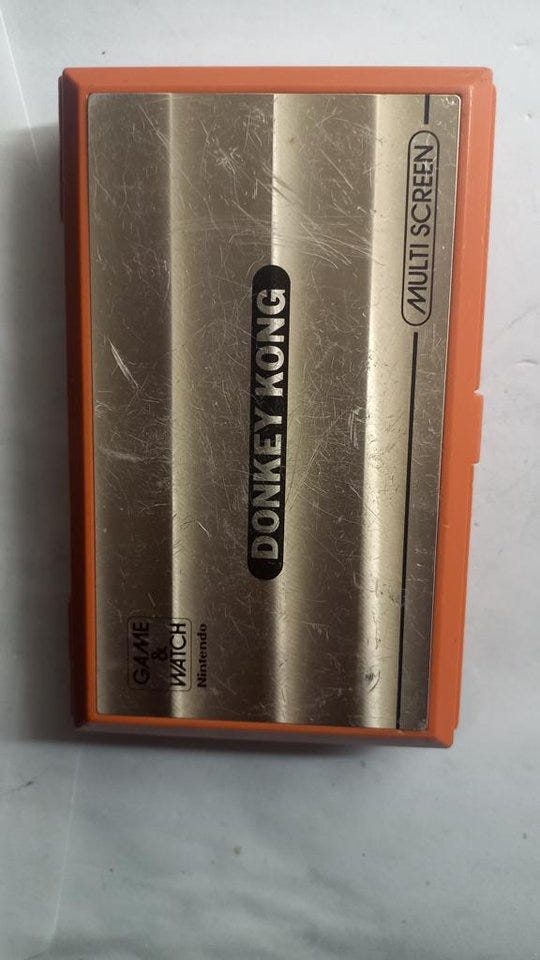 GAME
&
WATCH
Nintendo
DONKEY KONG
MULTI SCREEN